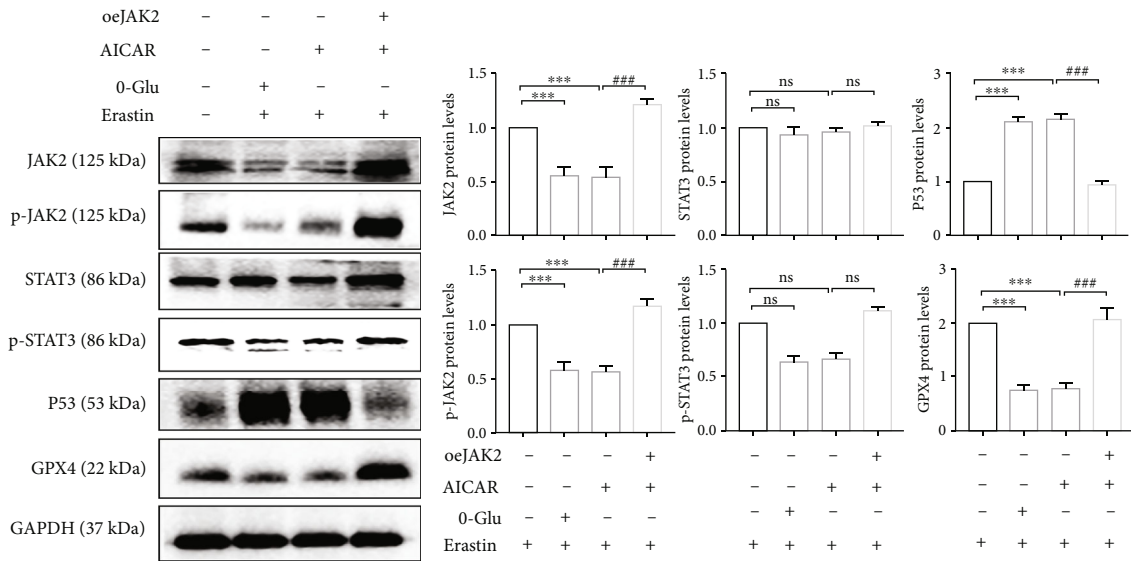 oeJAK2 – – – +
AICAR – – + +
0-Glu – + – –
Erastin – + + +
JAK2 (125 kDa)
p-JAK2 (125 kDa)
STAT3 (86 kDa)
p-STAT3 (86 kDa)
P53 (53 kDa)
GPX4 (22 kDa)
GAPDH (37 kDa)
JAK2 protein levels
1.5
1.0
0.5
0.0
***
***
###
STAT3 protein levels
1.5
1.0
0.5
0.0
ns
ns
ns
P53 protein levels
3
2
1
0
***
***
###
p-JAK2 protein levels
1.5
1.0
0.5
0.0
***
***
###
p-STAT3 protein levels
1.5
1.0
0.5
0.0
ns
ns
ns
GPX4 protein levels
3
2
1
0
***
***
###
oeJAK2 – – – + – – – + – – – +
AICAR – – + + – – + + – – + +
0-Glu – + – – – + – – – + – –
Erastin + + + + + + + + + + + +